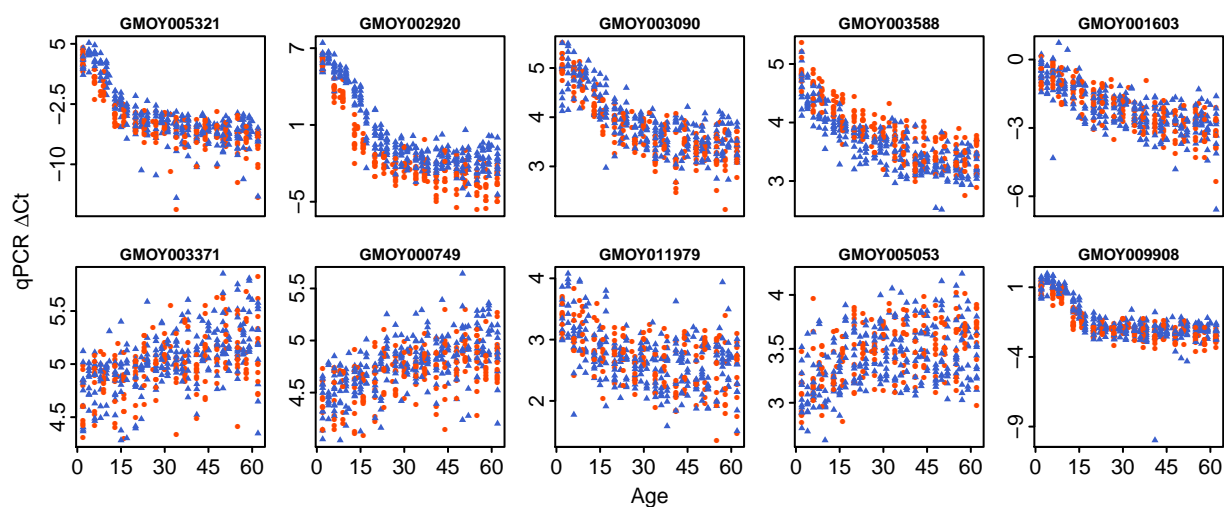 GMOY005321 GMOY002920 GMOY003090 GMOY003588 GMOY001603
5 −2.5 −10
7 1 −5
5 4 3
5 4 3
0 −3 −6
qPCR ΔCt
GMOY003371 GMOY000749 GMOY011979 GMOY005053 GMOY009908
5.5 5 4.5
5.5 5 4.5
4 3 2
4 3.5 3
1 −4 −9
0 15 30 45 60 0 15 30 45 60 0 15 30 45 60 0 15 30 45 60 0 15 30 45 60
Age